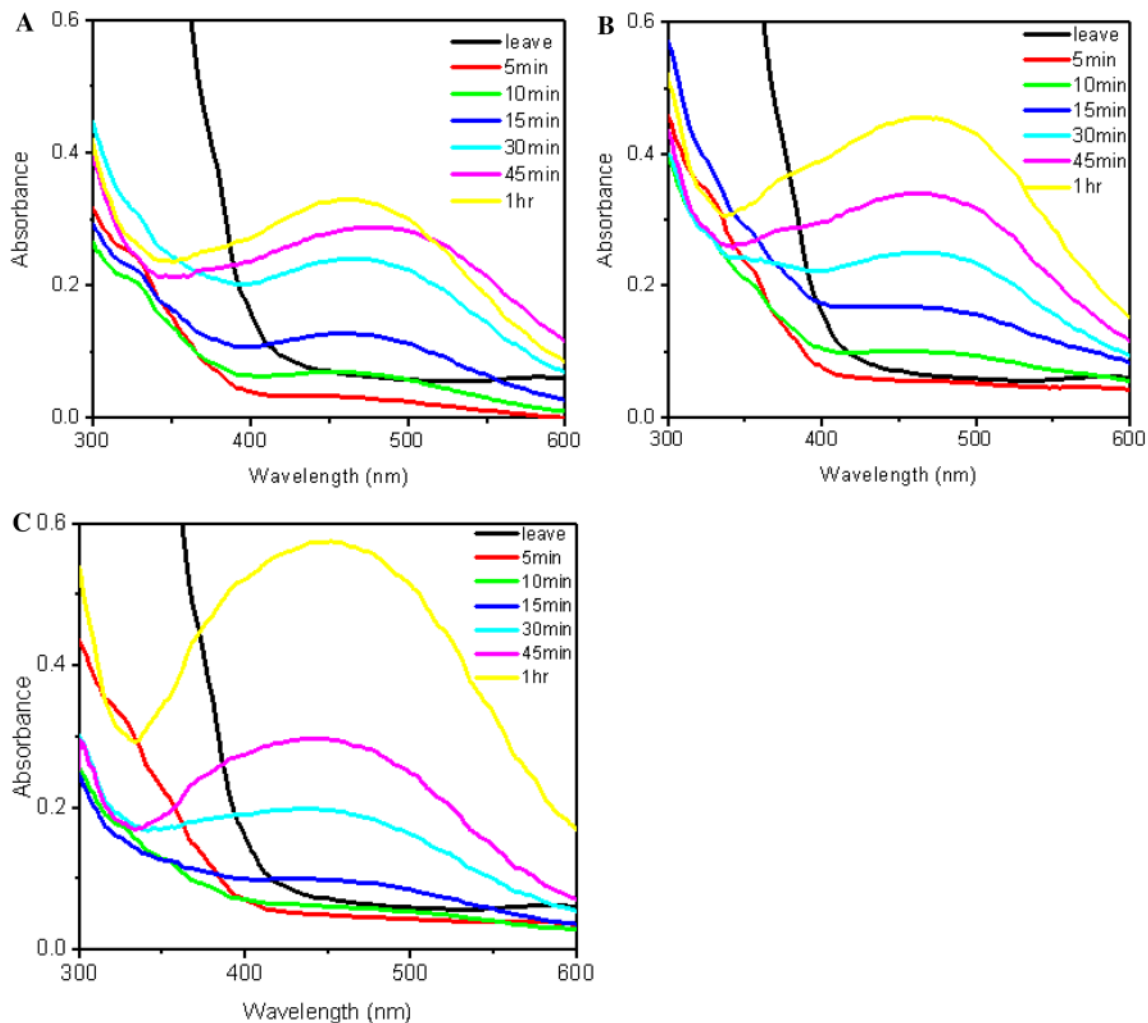 A
0.6
0.4
0.2
0.0
Absorbance
300
400
500
600
Wavelength (nm)
leave
5min
10min
15min
30min
45min
1hr
B
0.6
0.4
0.2
0.0
Absorbance
300
400
500
600
Wavelength (nm)
leave
5min
10min
15min
30min
45min
1hr
C
0.6
0.4
0.2
0.0
Absorbance
300
400
500
600
Wavelength (nm)
leave
5min
10min
15min
30min
45min
1hr